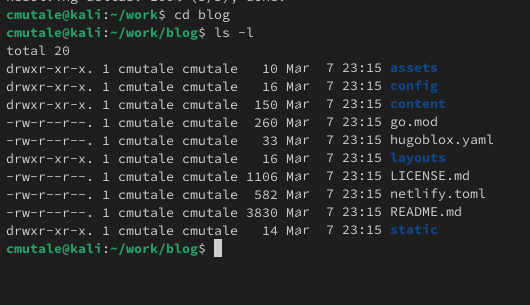 cmutale@kali:~/work$ cd blog
cmutale@kali:~/work/blog$ ls -l
total 20
drwxr-xr-x. 1 cmutale cmutale   10 Mar  7 23:15 assets
drwxr-xr-x. 1 cmutale cmutale   16 Mar  7 23:15 config
drwxr-xr-x. 1 cmutale cmutale  150 Mar  7 23:15 content
-rw-r--r--. 1 cmutale cmutale  260 Mar  7 23:15 go.mod
-rw-r--r--. 1 cmutale cmutale   33 Mar  7 23:15 hugoblox.yaml
drwxr-xr-x. 1 cmutale cmutale   16 Mar  7 23:15 layouts
-rw-r--r--. 1 cmutale cmutale 1106 Mar  7 23:15 LICENSE.md
-rw-r--r--. 1 cmutale cmutale  582 Mar  7 23:15 netlify.toml
-rw-r--r--. 1 cmutale cmutale 3830 Mar  7 23:15 README.md
drwxr-xr-x. 1 cmutale cmutale   14 Mar  7 23:15 static
cmutale@kali:~/work/blog$